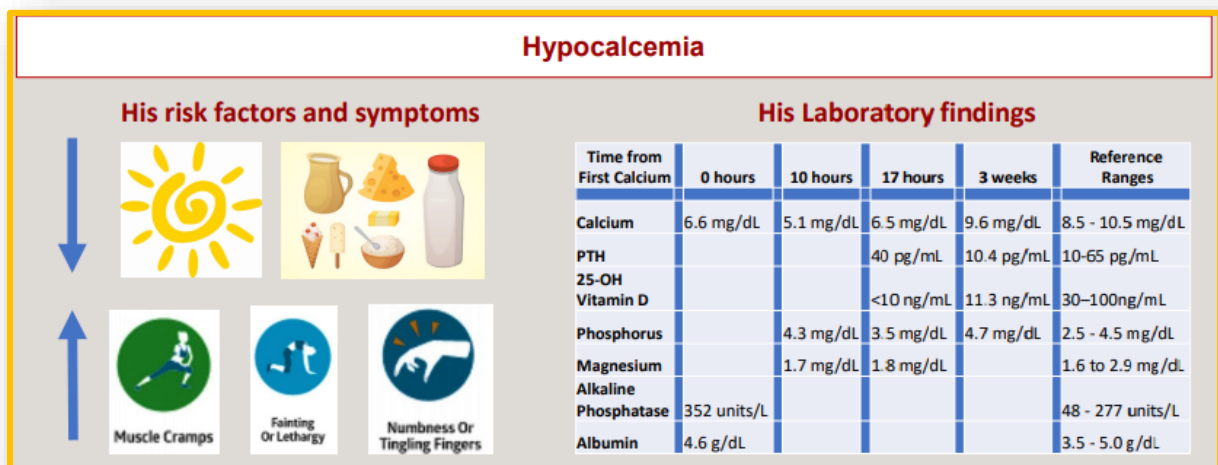 Hypocalcemia
His risk factors and symptoms
Muscle Cramps
Fainting
Or Lethargy
Numbness Or
Tingling Fingers
His Laboratory findings
Time from First Calcium 0 hours 10 hours 17 hours 3 weeks Reference Ranges
Calcium 6.6 mg/dL 5.1 mg/dL 6.5 mg/dL 9.6 mg/dL 8.5 - 10.5 mg/dL
PTH 40 pg/mL 10.4 pg/mL 10-65 pg/mL
25-OH Vitamin D <10 ng/mL 11.3 ng/mL 30–100ng/mL
Phosphorus 4.3 mg/dL 3.5 mg/dL 4.7 mg/dL 2.5 - 4.5 mg/dL
Magnesium 1.7 mg/dL 1.8 mg/dL 1.6 to 2.9 mg/dL
Alkaline Phosphatase 352 units/L 48 - 277 units/L
Albumin 4.6 g/dL 3.5 - 5.0 g/dL